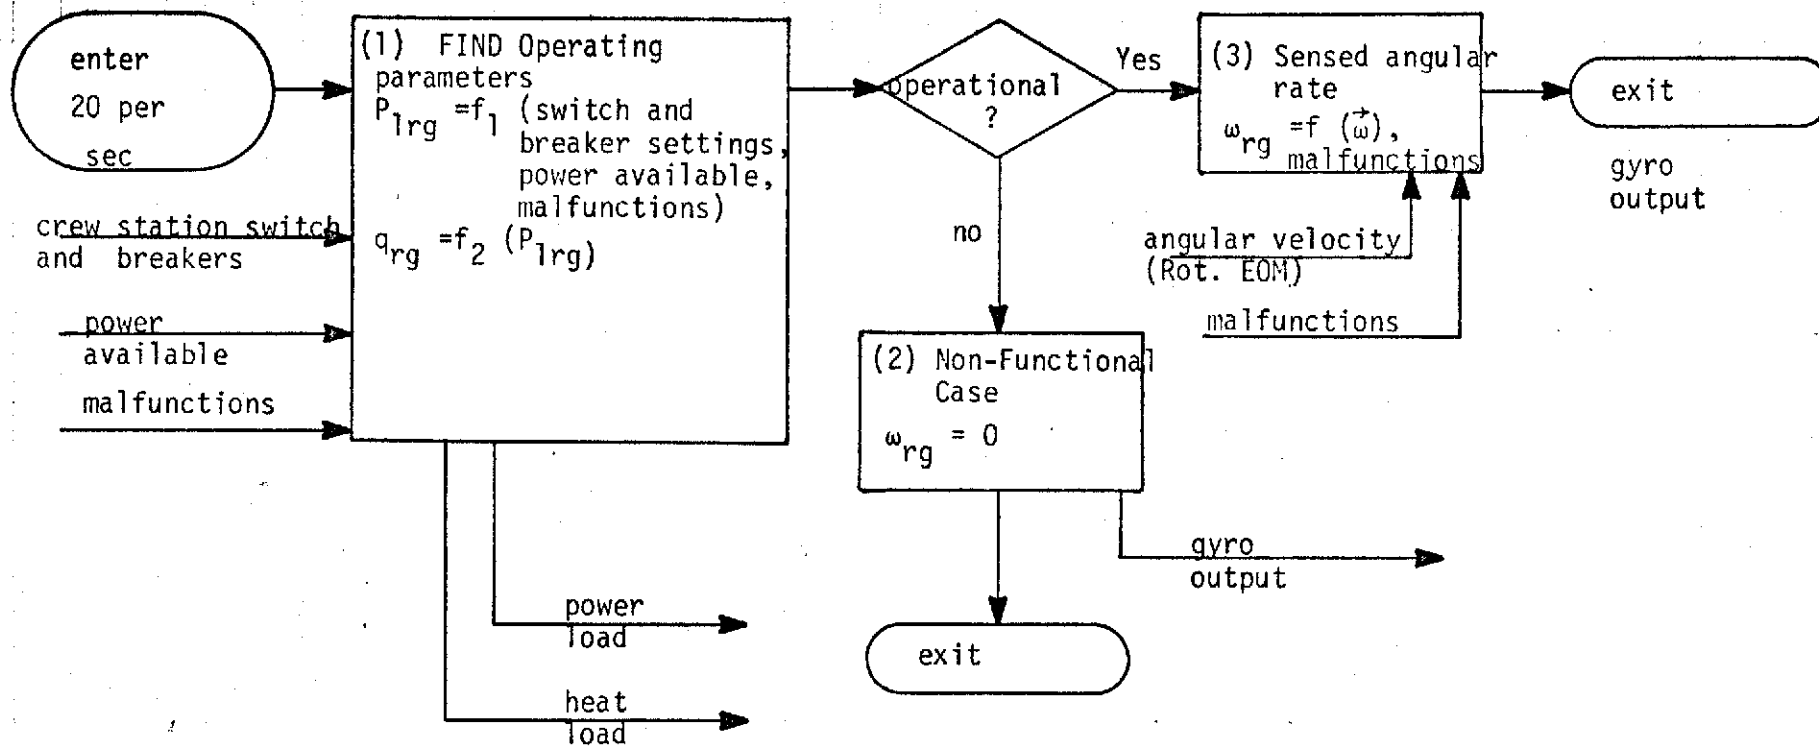 enter
20 per
sec
(1) FIND Operating
parameters
P1rg =f1 (switch and
breaker settings,
power available,
malfunctions)
qrg =f2 (P1rg)
crew station switch
and breakers
power
available
malfunctions
power
load
heat
load
operational
?
Yes
no
(2) Non-Functional
Case
ωrg = 0
exit
gyro
output
(3) Sensed angular
rate
ωrg =f (ω⃗),
malfunctions
angular velocity
(Rot. EOM)
malfunctions
exit
gyro
output